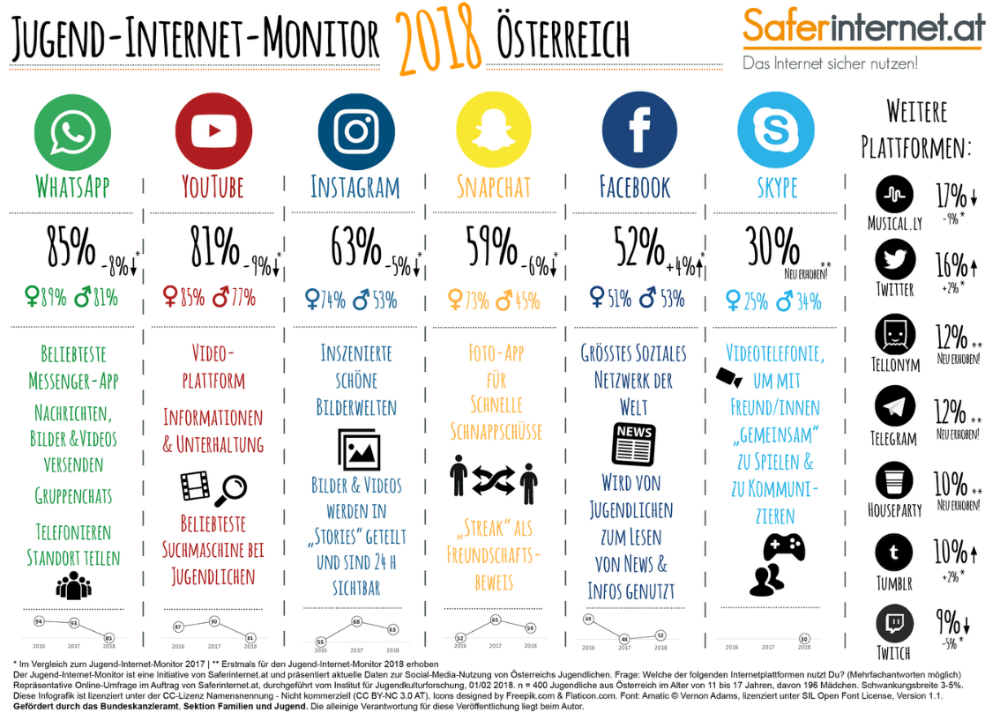 Jugend-Internet-Monitor 2018 Österreich
Saferinternet.at
Das Internet sicher nutzen!
WhatsApp
85%
-8%↓*
♀89% ♂81%
Beliebteste
Messenger-App
Nachrichten,
Bilder & Videos
versenden
Gruppenchats
Telefonieren
Standort teilen
94 93 85
2016 2017 2018
YouTube
81%
-9%↓*
♀85% ♂77%
Video-
plattform
Informationen
& Unterhaltung
Beliebteste
Suchmaschine bei
Jugendlichen
87 90 81
2016 2017 2018
Instagram
63%
-5%↓*
♀74% ♂53%
Inszenierte
schöne
Bilderwelten
Bilder & Videos
werden in
„Stories“ geteilt
und sind 24 h
sichtbar
55 68 63
2016 2017 2018
Snapchat
59%
-6%↓*
♀73% ♂45%
Foto-App
für
schnelle
Schnappschüsse
„Streak“ als
Freundschafts-
beweis
52 65 59
2016 2017 2018
Facebook
52%
+4%↑*
♀51% ♂53%
Grösstes Soziales
Netzwerk der
Welt
NEWS
Wird von
Jugendlichen
zum Lesen
von News &
Infos genutzt
69 48 52
2016 2017 2018
Skype
30%
Neu erhoben!**
♀25% ♂34%
Videotelefonie,
um mit
Freund/innen
„gemeinsam“
zu spielen &
zu kommuni-
zieren
30
2016 2017 2018
Weitere
Plattformen:
Musical.ly
17%↓
-9%*
Twitter
16%↑
+2%*
Tellonym
12%**
Neu erhoben!
Telegram
12%**
Neu erhoben!
Houseparty
10%**
Neu erhoben!
Tumblr
10%↑
+2%*
Twitch
9%↓
-5%*
* Im Vergleich zum Jugend-Internet-Monitor 2017 | ** Erstmals für den Jugend-Internet-Monitor 2018 erhoben
Der Jugend-Internet-Monitor ist eine Initiative von Saferinternet.at und präsentiert aktuelle Daten zur Social-Media-Nutzung von Österreichs Jugendlichen. Frage: Welche der folgenden Internetplattformen nutzt Du? (Mehrfachantworten möglich)
Repräsentative Online-Umfrage im Auftrag von Saferinternet.at, durchgeführt vom Institut für Jugendkulturforschung, 01/02 2018. n = 400 Jugendliche aus Österreich im Alter von 11 bis 17 Jahren, davon 196 Mädchen. Schwankungsbreite 3-5%.
Diese Infografik ist lizenziert unter der CC-Lizenz Namensnennung - Nicht kommerziell (CC BY-NC 3.0 AT). Icons designed by Freepik.com & Flaticon.com. Font: Amatic © Vernon Adams, lizenziert unter SIL Open Font License, Version 1.1.
Gefördert durch das Bundeskanzleramt, Sektion Familien und Jugend. Die alleinige Verantwortung für diese Veröffentlichung liegt beim Autor.